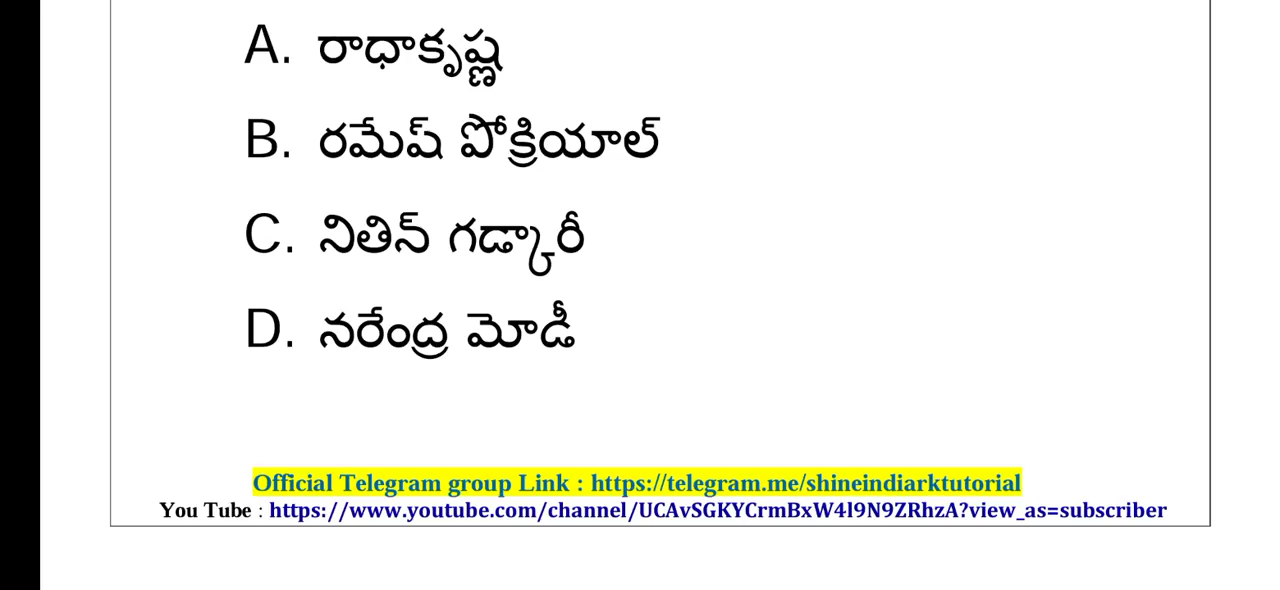 A. రాధాకృష్ణ
B. రమేష్ పోక్రియాల్
C. నితిన్ గడ్కారీ
D. నరేంద్ర మోడీ
Official Telegram group Link : https://telegram.me/shineindiarktutorial
You Tube : https://www.youtube.com/channel/UCAvSGKYCrmBxW4l9N9ZRhzA?view_as=subscriber